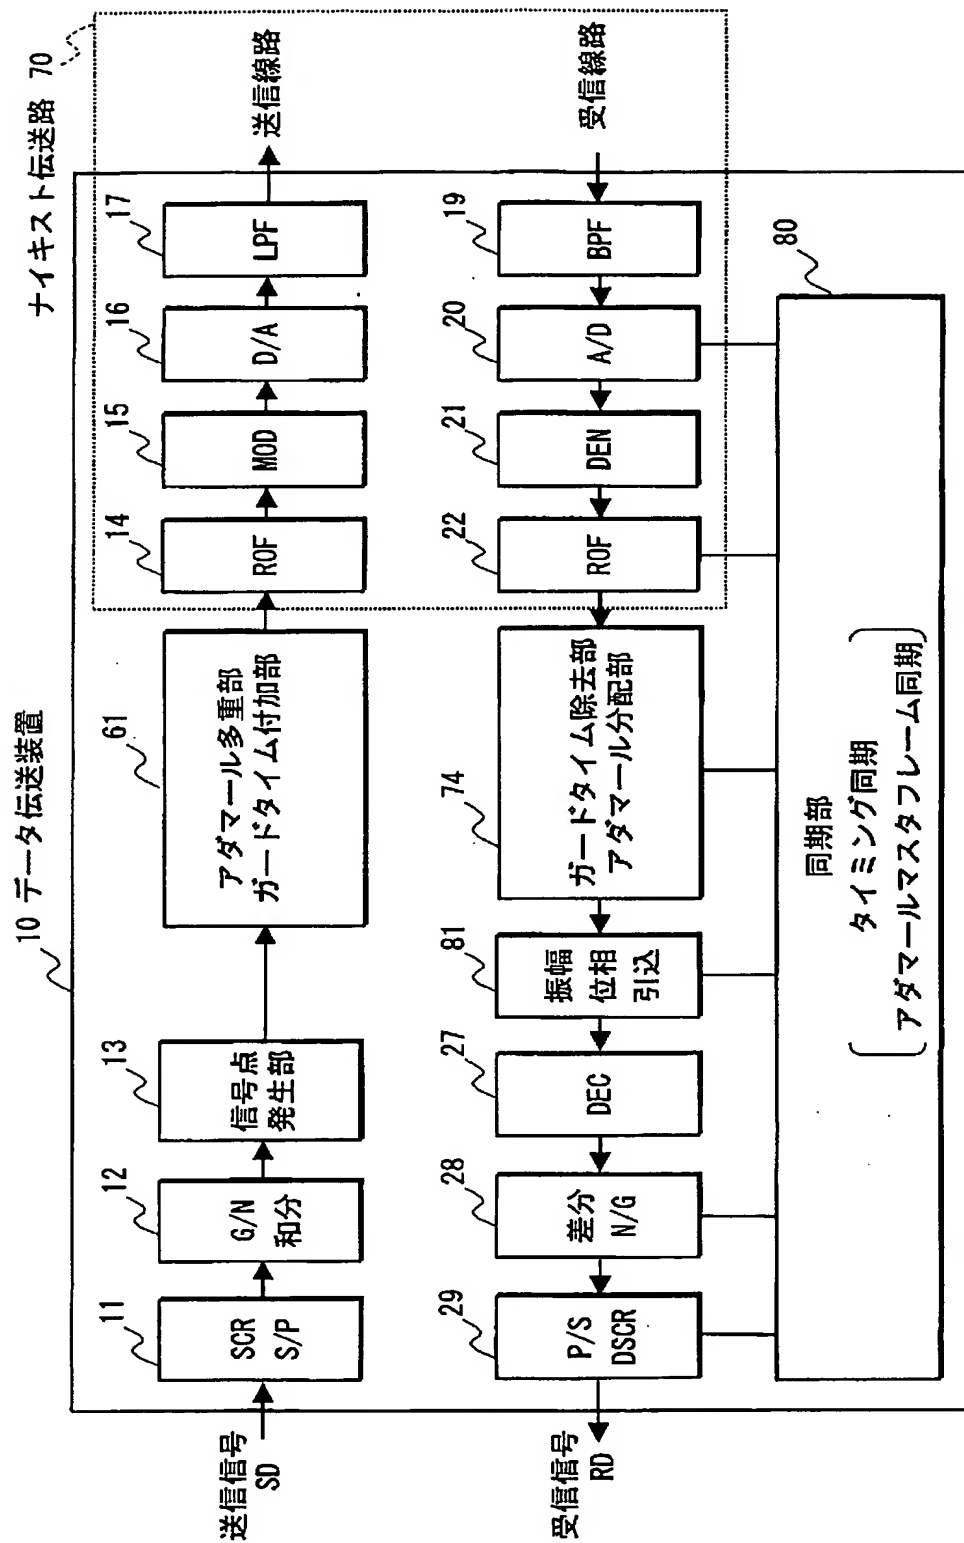 10 データ伝送装置
ナイキスト伝送路 70
送信信号
SD
11
SCR
S/P
12
G/N
和分
13
信号点
発生部
61
アダマール多重部
ガードタイム付加部
14
ROF
15
MOD
16
D/A
17
LPF
送信線路
受信信号
RD
29
P/S
DSCR
28
差分
N/G
27
DEC
81
振幅
位相
引込
74
ガードタイム除去部
アダマール分配部
22
ROF
21
DEN
20
A/D
19
BPF
受信線路
80
同期部
タイミング同期
アダマールマスタフレーム同期